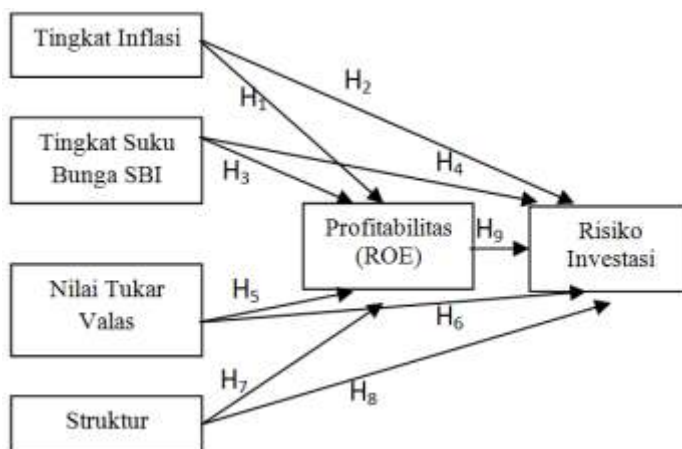 Tingkat Inflasi
H₂
H₁
Tingkat Suku
Bunga SBI
H₃
H₄
Profitabilitas
(ROE)
H₉
Risiko
Investasi
Nilai Tukar
Valas
H₅
H₆
H₇
H₈
Struktur